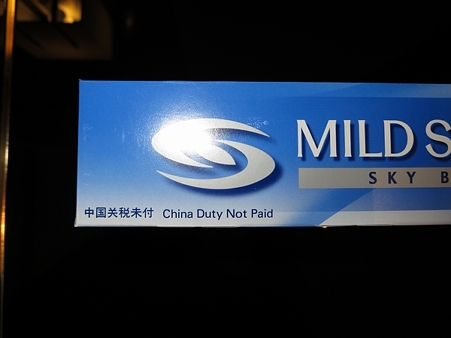 MILD S
SKY B
中国关税未付 China Duty Not Paid